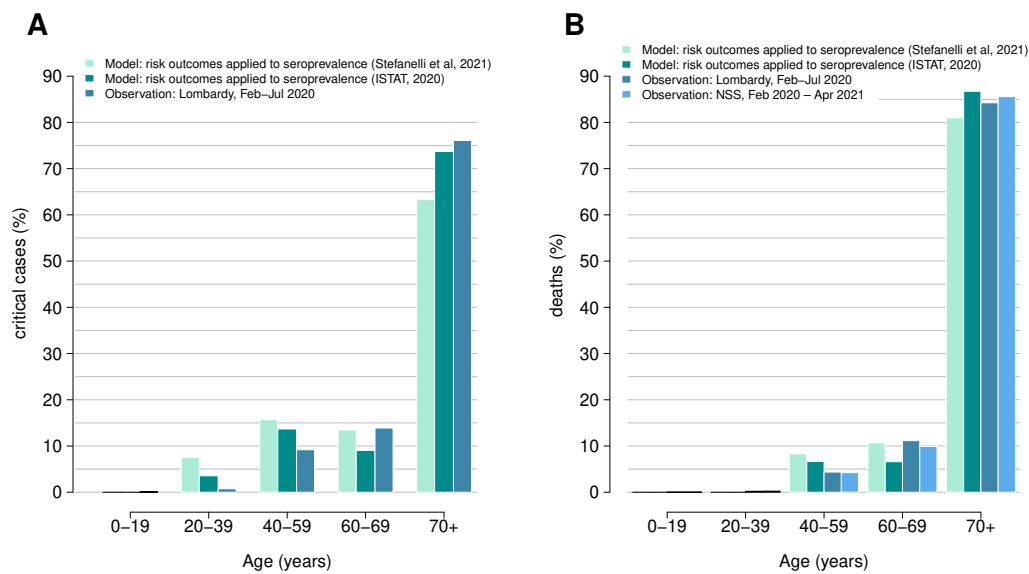 A
Model: risk outcomes applied to seroprevalence (Stefanelli et al, 2021)
Model: risk outcomes applied to seroprevalence (ISTAT, 2020)
Observation: Lombardy, Feb−Jul 2020
critical cases (%)
90
80
70
60
50
40
30
20
10
0
0−19 20−39 40−59 60−69 70+
Age (years)
B
Model: risk outcomes applied to seroprevalence (Stefanelli et al, 2021)
Model: risk outcomes applied to seroprevalence (ISTAT, 2020)
Observation: Lombardy, Feb−Jul 2020
Observation: NSS, Feb 2020 − Apr 2021
deaths (%)
90
80
70
60
50
40
30
20
10
0
0−19 20−39 40−59 60−69 70+
Age (years)